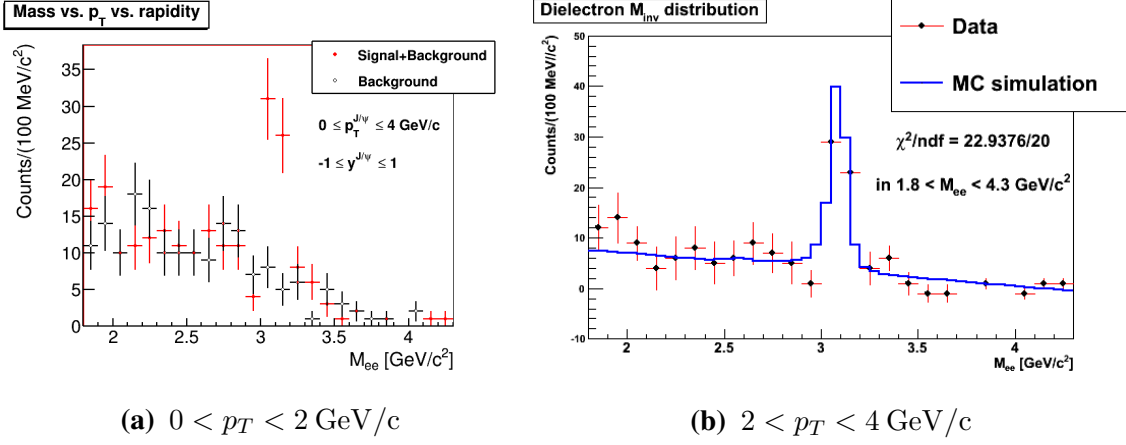 Mass vs. p_T vs. rapidity
Counts/(100 MeV/c²)
35
30
25
20
15
10
5
0
Signal+Background
Background
0 ≤ p_T^{J/ψ} ≤ 4 GeV/c
-1 ≤ y^{J/ψ} ≤ 1
2
2.5
3
3.5
4
M_ee [GeV/c²]
(a) 0 < p_T < 2 GeV/c
Dielectron M_inv distribution
Counts/(100 MeV//c²)
50
40
30
20
10
0
-10
Data
MC simulation
χ²/ndf = 22.9376/20
in 1.8 < M_ee < 4.3 GeV/c²
2
2.5
3
3.5
4
M_ee [GeV/c²]
(b) 2 < p_T < 4 GeV/c